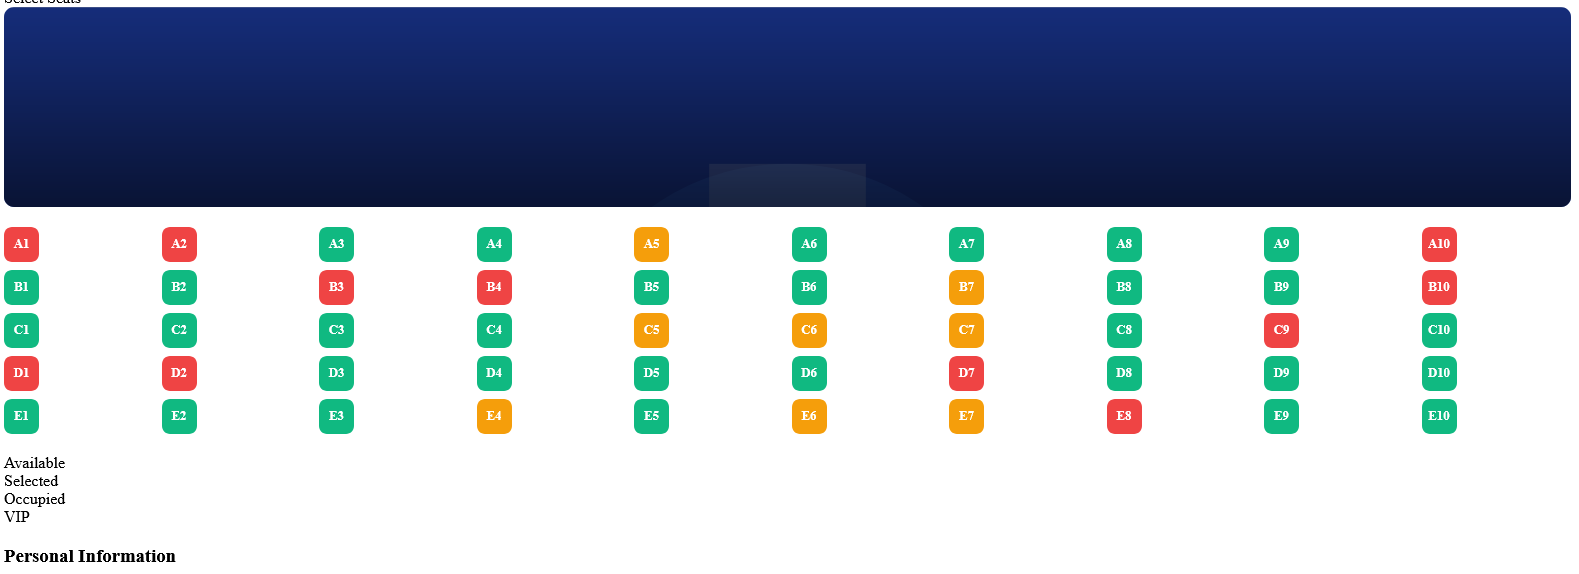 Select Seats
A1 A2 A3 A4 A5 A6 A7 A8 A9 A10
B1 B2 B3 B4 B5 B6 B7 B8 B9 B10
C1 C2 C3 C4 C5 C6 C7 C8 C9 C10
D1 D2 D3 D4 D5 D6 D7 D8 D9 D10
E1 E2 E3 E4 E5 E6 E7 E8 E9 E10
Available
Selected
Occupied
VIP
Personal Information